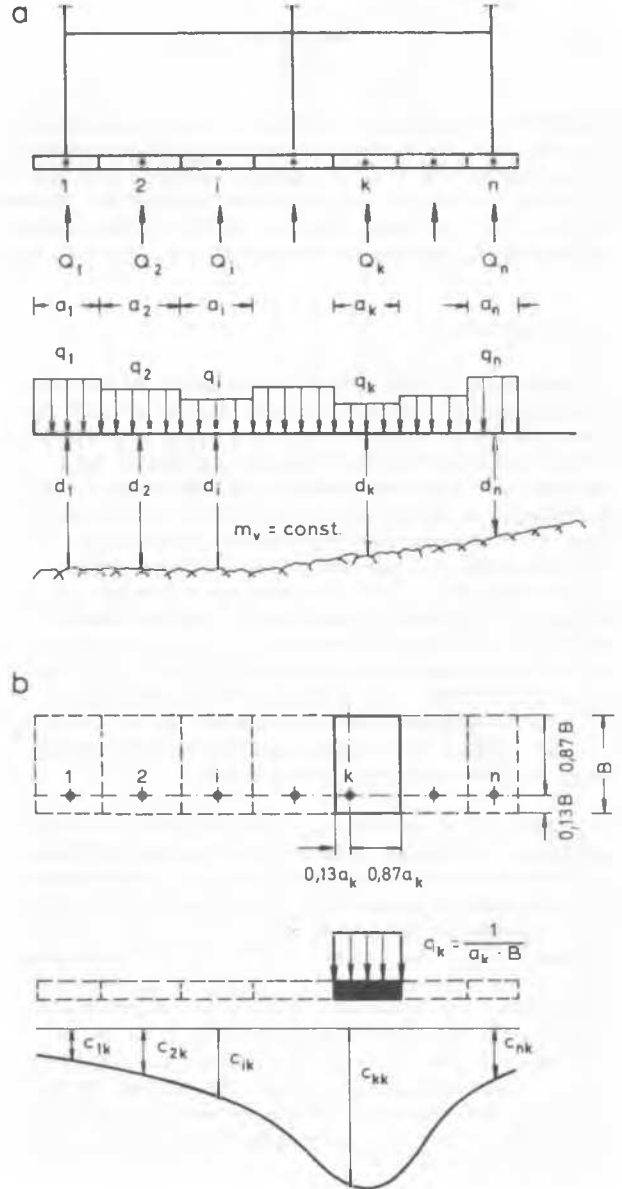 a
1 2 i k n
Q1 Q2 Qi Qk Qn
a1 a2 ai ak an
q1 q2 qi qk qn
d1 d2 di dk dn
mv = const
b
1 2 i k n
0,87 B
B
0,13B
0,13ak 0,87ak
qk = 1 / ak · B
c1k c2k cik ckk cnk